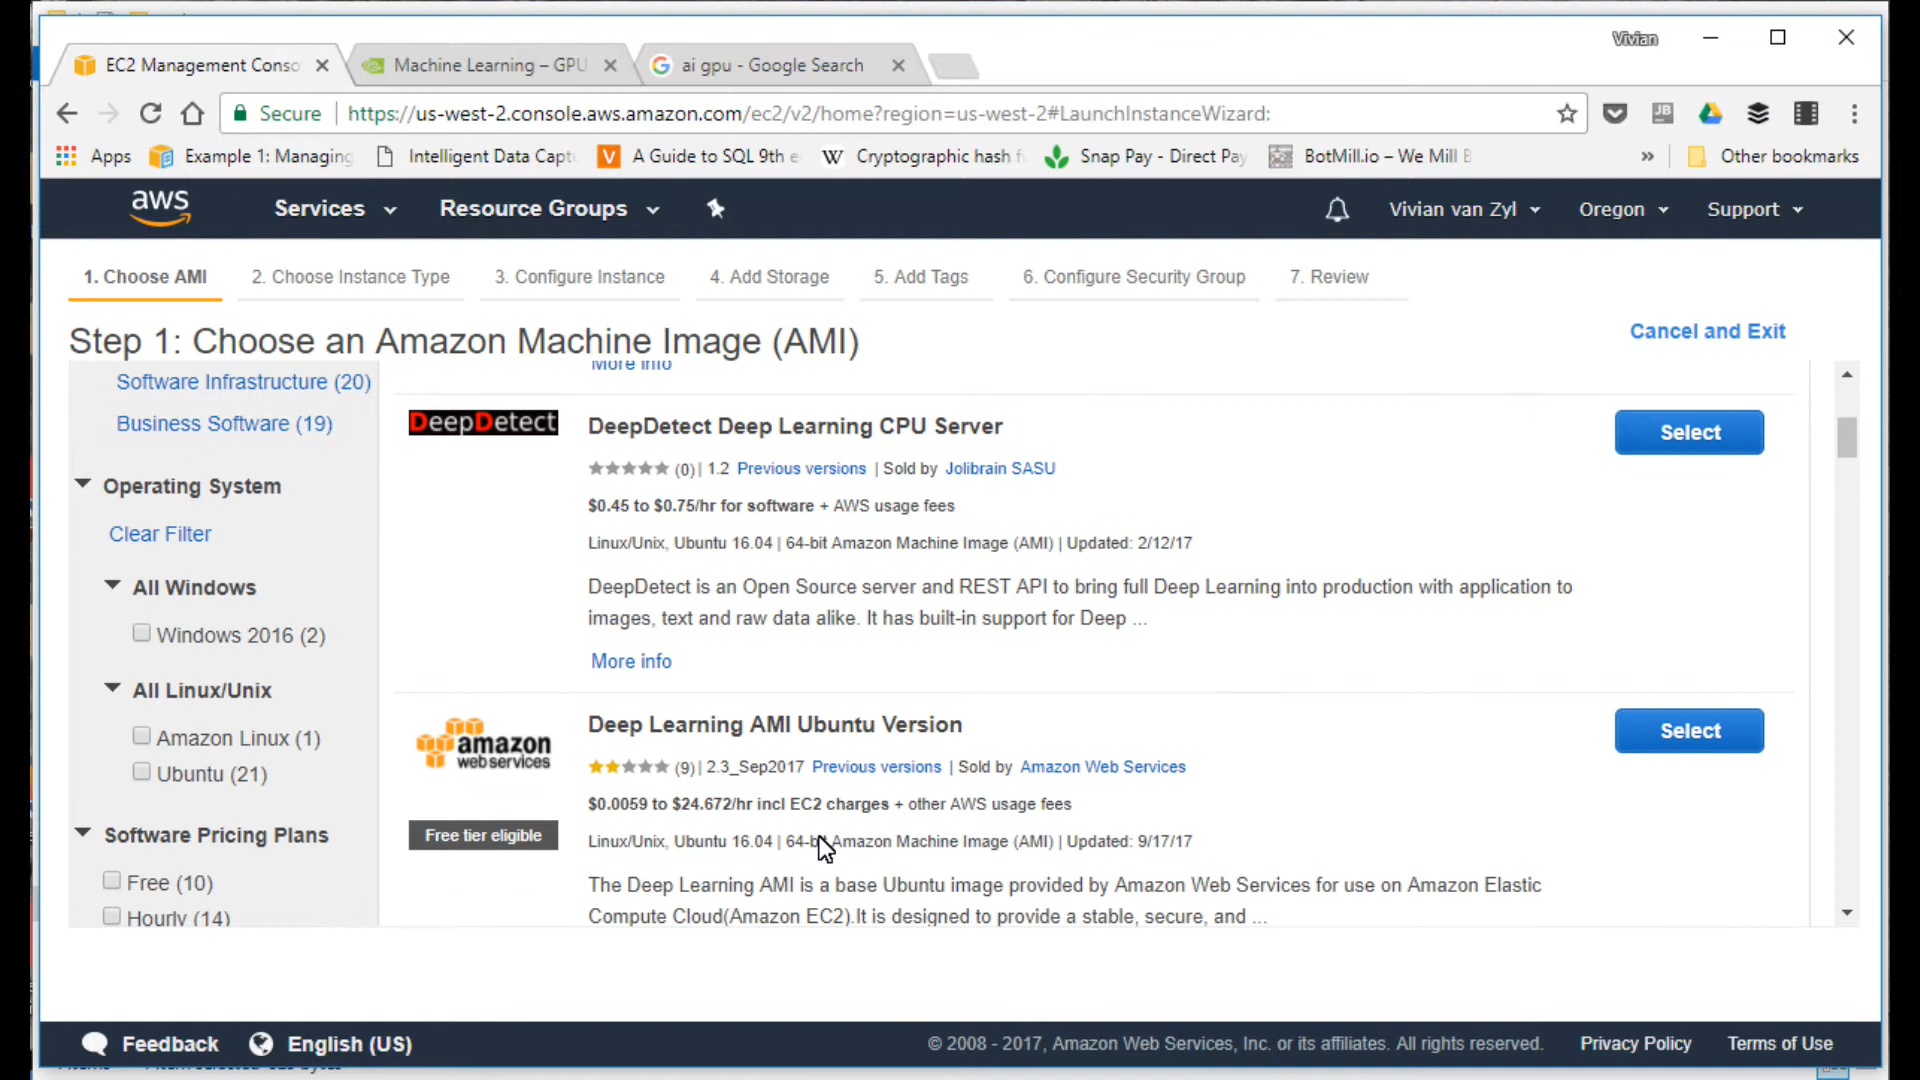 Vivian
EC2 Management Conso
Machine Learning – GPU
ai gpu - Google Search
Secure
https://us-west-2.console.aws.amazon.com/ec2/v2/home?region=us-west-2#LaunchInstanceWizard:
Apps
Example 1: Managing
Intelligent Data Captu
A Guide to SQL 9th e
Cryptographic hash f
Snap Pay - Direct Pay
BotMill.io – We Mill B
»
Other bookmarks
aws
Services
Resource Groups
Vivian van Zyl
Oregon
Support
1. Choose AMI
2. Choose Instance Type
3. Configure Instance
4. Add Storage
5. Add Tags
6. Configure Security Group
7. Review
Step 1: Choose an Amazon Machine Image (AMI)
Cancel and Exit
Software Infrastructure (20)
Business Software (19)
Operating System
Clear Filter
All Windows
Windows 2016 (2)
All Linux/Unix
Amazon Linux (1)
Ubuntu (21)
Software Pricing Plans
Free (10)
Hourly (14)
More info
DeepDetect
DeepDetect Deep Learning CPU Server
Select
(0) | 1.2 Previous versions | Sold by Jolibrain SASU
$0.45 to $0.75/hr for software + AWS usage fees
Linux/Unix, Ubuntu 16.04 | 64-bit Amazon Machine Image (AMI) | Updated: 2/12/17
DeepDetect is an Open Source server and REST API to bring full Deep Learning into production with application to
images, text and raw data alike. It has built-in support for Deep ...
More info
amazon
web services
Free tier eligible
Deep Learning AMI Ubuntu Version
Select
(9) | 2.3_Sep2017 Previous versions | Sold by Amazon Web Services
$0.0059 to $24.672/hr incl EC2 charges + other AWS usage fees
Linux/Unix, Ubuntu 16.04 | 64-bit Amazon Machine Image (AMI) | Updated: 9/17/17
The Deep Learning AMI is a base Ubuntu image provided by Amazon Web Services for use on Amazon Elastic
Compute Cloud(Amazon EC2).It is designed to provide a stable, secure, and ...
Feedback
English (US)
© 2008 - 2017, Amazon Web Services, Inc. or its affiliates. All rights reserved.
Privacy Policy
Terms of Use